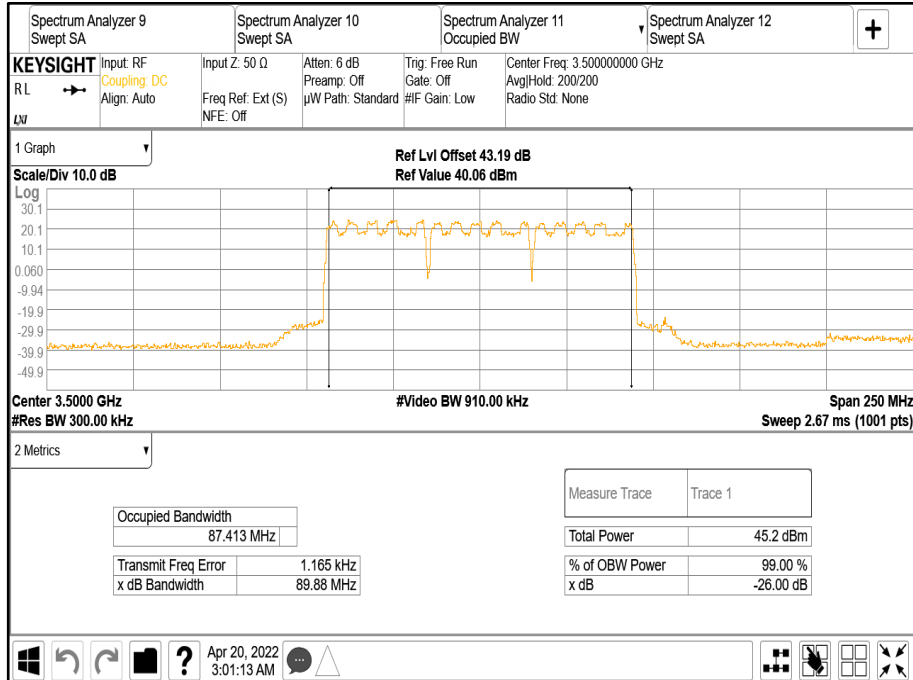 Spectrum Analyzer 9
Swept SA
Spectrum Analyzer 10
Swept SA
Spectrum Analyzer 11
Occupied BW
Spectrum Analyzer 12
Swept SA
+
KEYSIGHT
RL
LXI
Input: RF
Coupling: DC
Align: Auto
Input Z: 50 Ω
Freq Ref: Ext (S)
NFE: Off
Atten: 6 dB
Preamp: Off
µW Path: Standard
Trig: Free Run
Gate: Off
#IF Gain: Low
Center Freq: 3.500000000 GHz
Avg|Hold: 200/200
Radio Std: None
1 Graph
Scale/Div 10.0 dB
Ref Lvl Offset 43.19 dB
Ref Value 40.06 dBm
Log
30.1
20.1
10.1
0.060
-9.94
-19.9
-29.9
-39.9
-49.9
Center 3.5000 GHz
#Video BW 910.00 kHz
Span 250 MHz
#Res BW 300.00 kHz
Sweep 2.67 ms (1001 pts)
2 Metrics
Measure Trace Trace 1
Occupied Bandwidth
87.413 MHz
Total Power 45.2 dBm
Transmit Freq Error 1.165 kHz
% of OBW Power 99.00 %
x dB Bandwidth 89.88 MHz
x dB -26.00 dB
?
Apr 20, 2022
3:01:13 AM